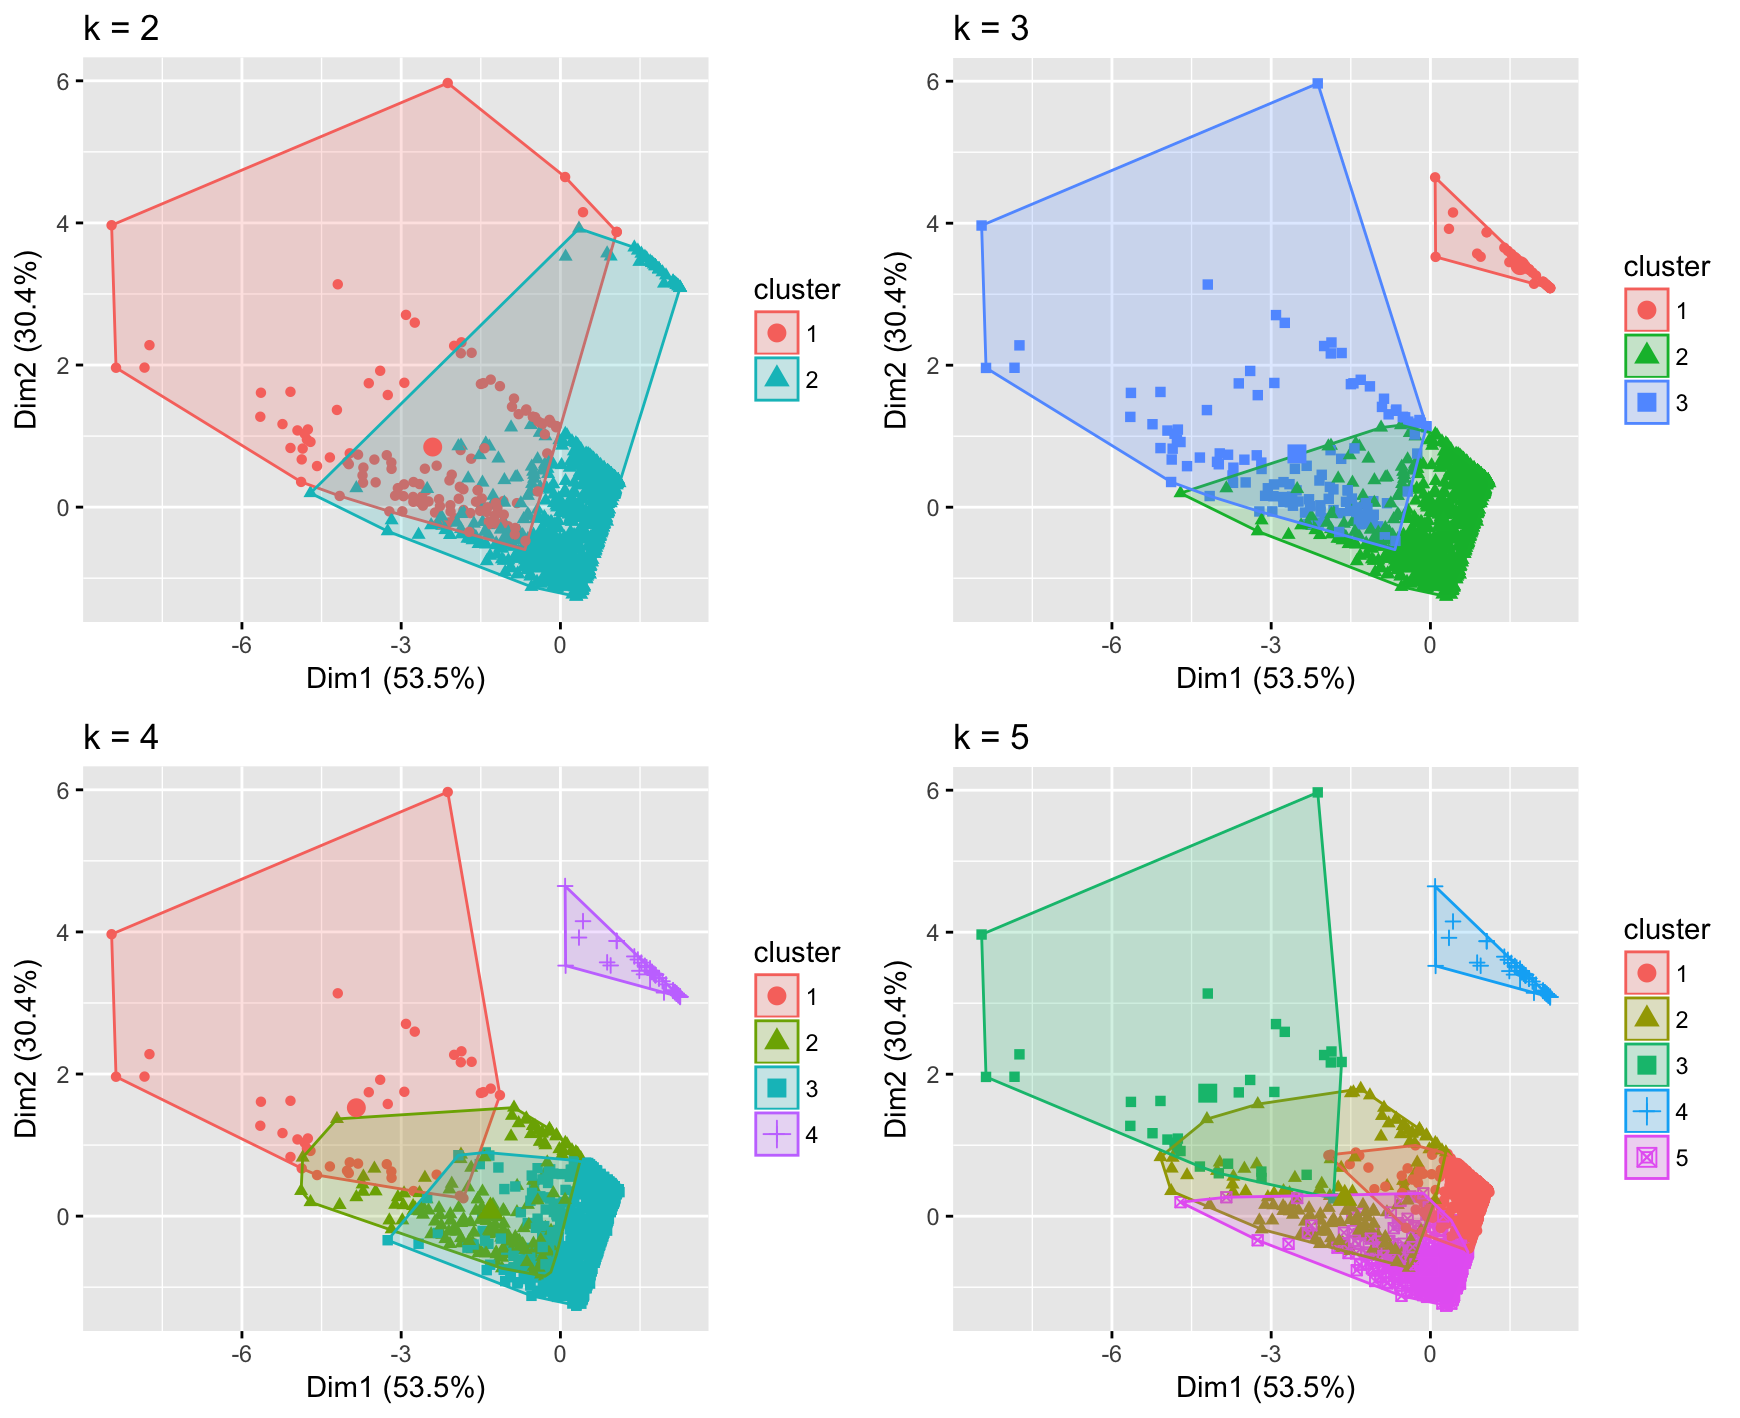 k = 2
6
4
2
0
-6 -3 0
Dim1 (53.5%)
Dim2 (30.4%)
cluster
1
2
k = 3
6
4
2
0
-6 -3 0
Dim1 (53.5%)
Dim2 (30.4%)
cluster
1
2
3
k = 4
6
4
2
0
-6 -3 0
Dim1 (53.5%)
Dim2 (30.4%)
cluster
1
2
3
4
k = 5
6
4
2
0
-6 -3 0
Dim1 (53.5%)
Dim2 (30.4%)
cluster
1
2
3
4
5